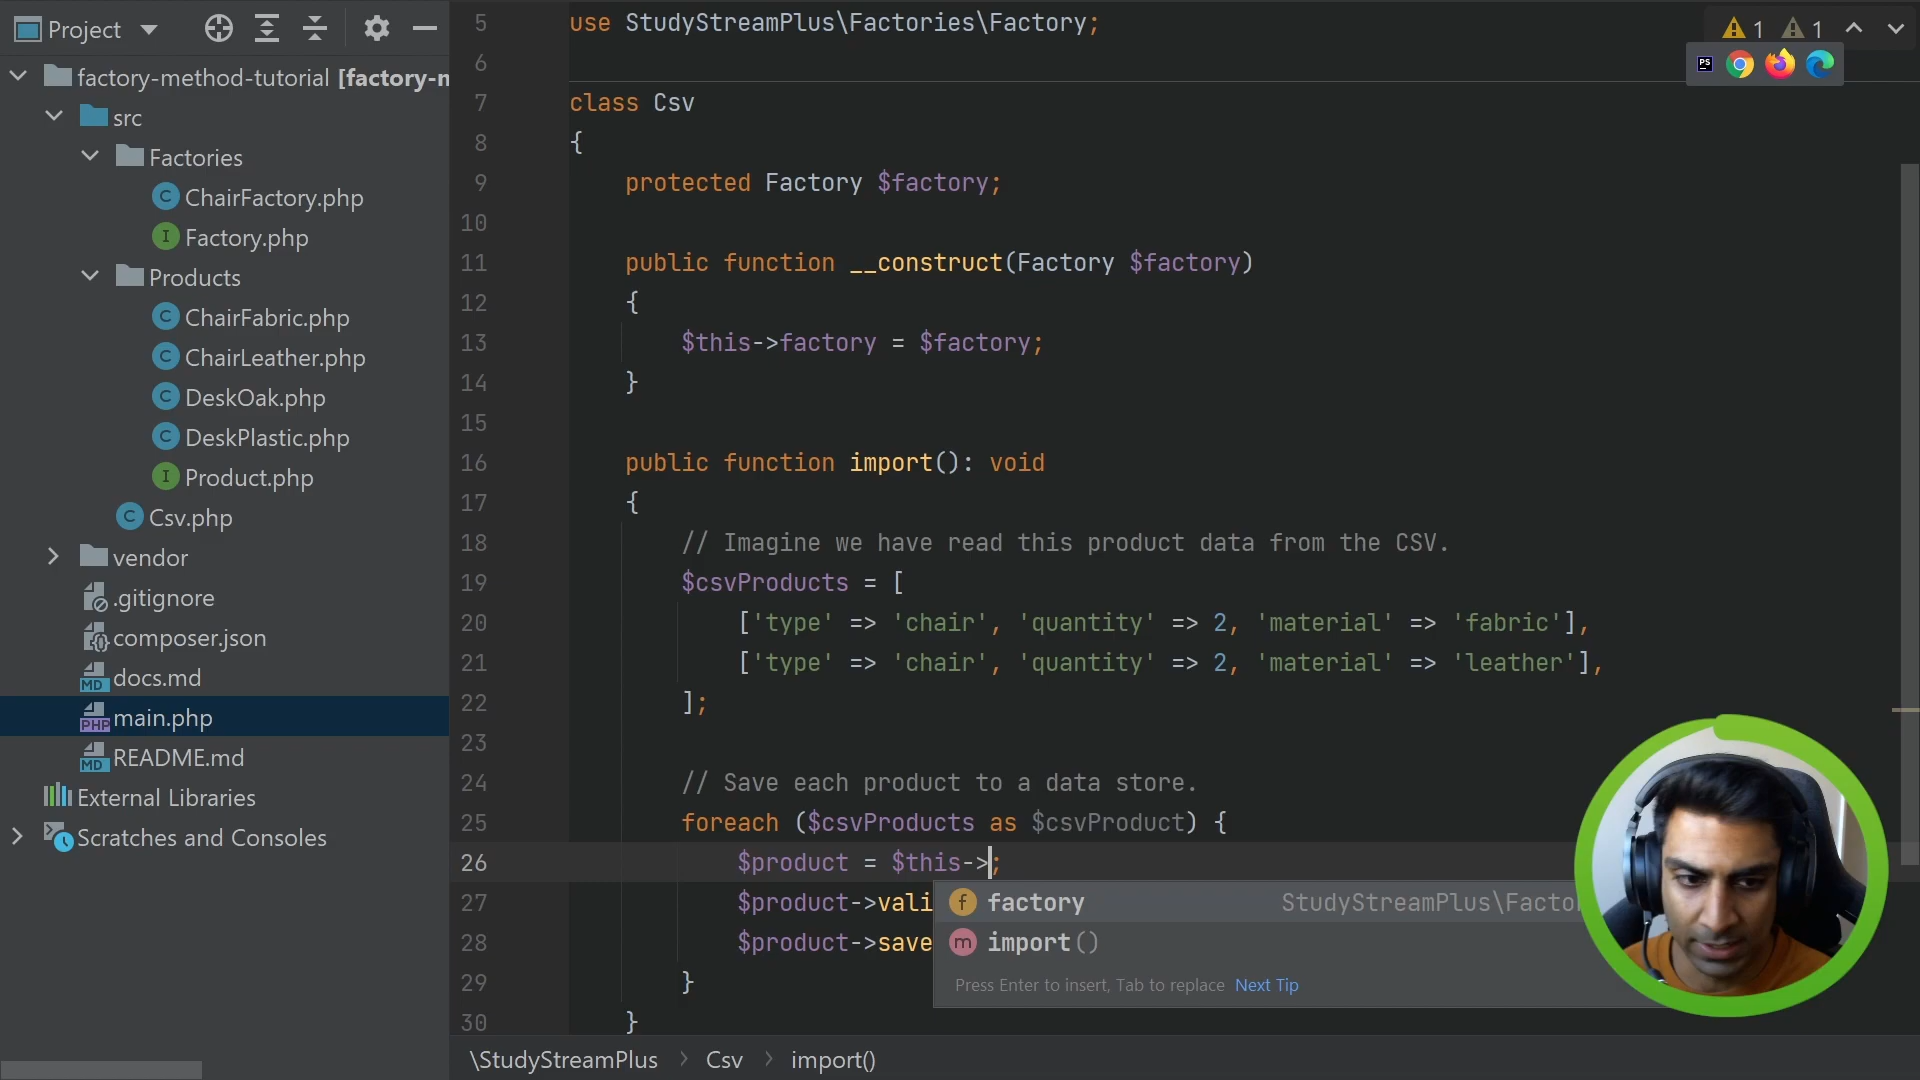 Project
factory-method-tutorial [factory-m
src
Factories
ChairFactory.php
Factory.php
Products
ChairFabric.php
ChairLeather.php
DeskOak.php
DeskPlastic.php
Product.php
Csv.php
vendor
.gitignore
composer.json
docs.md
main.php
README.md
External Libraries
Scratches and Consoles
1 1
5 use StudyStreamPlus\Factories\Factory;
6
7 class Csv
8 {
9 protected Factory $factory;
10
11 public function __construct(Factory $factory)
12 {
13 $this->factory = $factory;
14 }
15
16 public function import(): void
17 {
18 // Imagine we have read this product data from the CSV.
19 $csvProducts = [
20 ['type' => 'chair', 'quantity' => 2, 'material' => 'fabric'],
21 ['type' => 'chair', 'quantity' => 2, 'material' => 'leather'],
22 ];
23
24 // Save each product to a data store.
25 foreach ($csvProducts as $csvProduct) {
26 $product = $this->;
27 $product->vali
28 $product->save
29 }
30 }
f factory StudyStreamPlus\Facto
m import()
Press Enter to insert, Tab to replace Next Tip
\StudyStreamPlus > Csv > import()